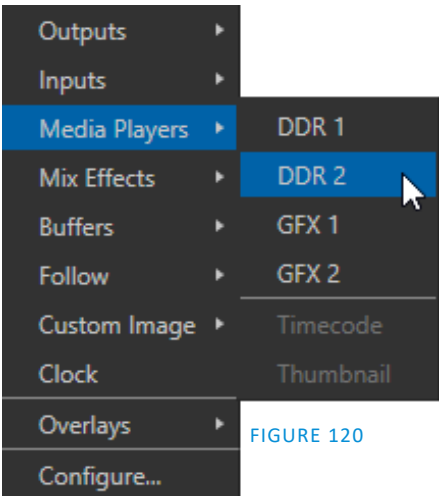 Outputs
Inputs
Media Players
Mix Effects
Buffers
Follow
Custom Image
Clock
Overlays
Configure...
DDR 1
DDR 2
GFX 1
GFX 2
Timecode
Thumbnail
FIGURE 120